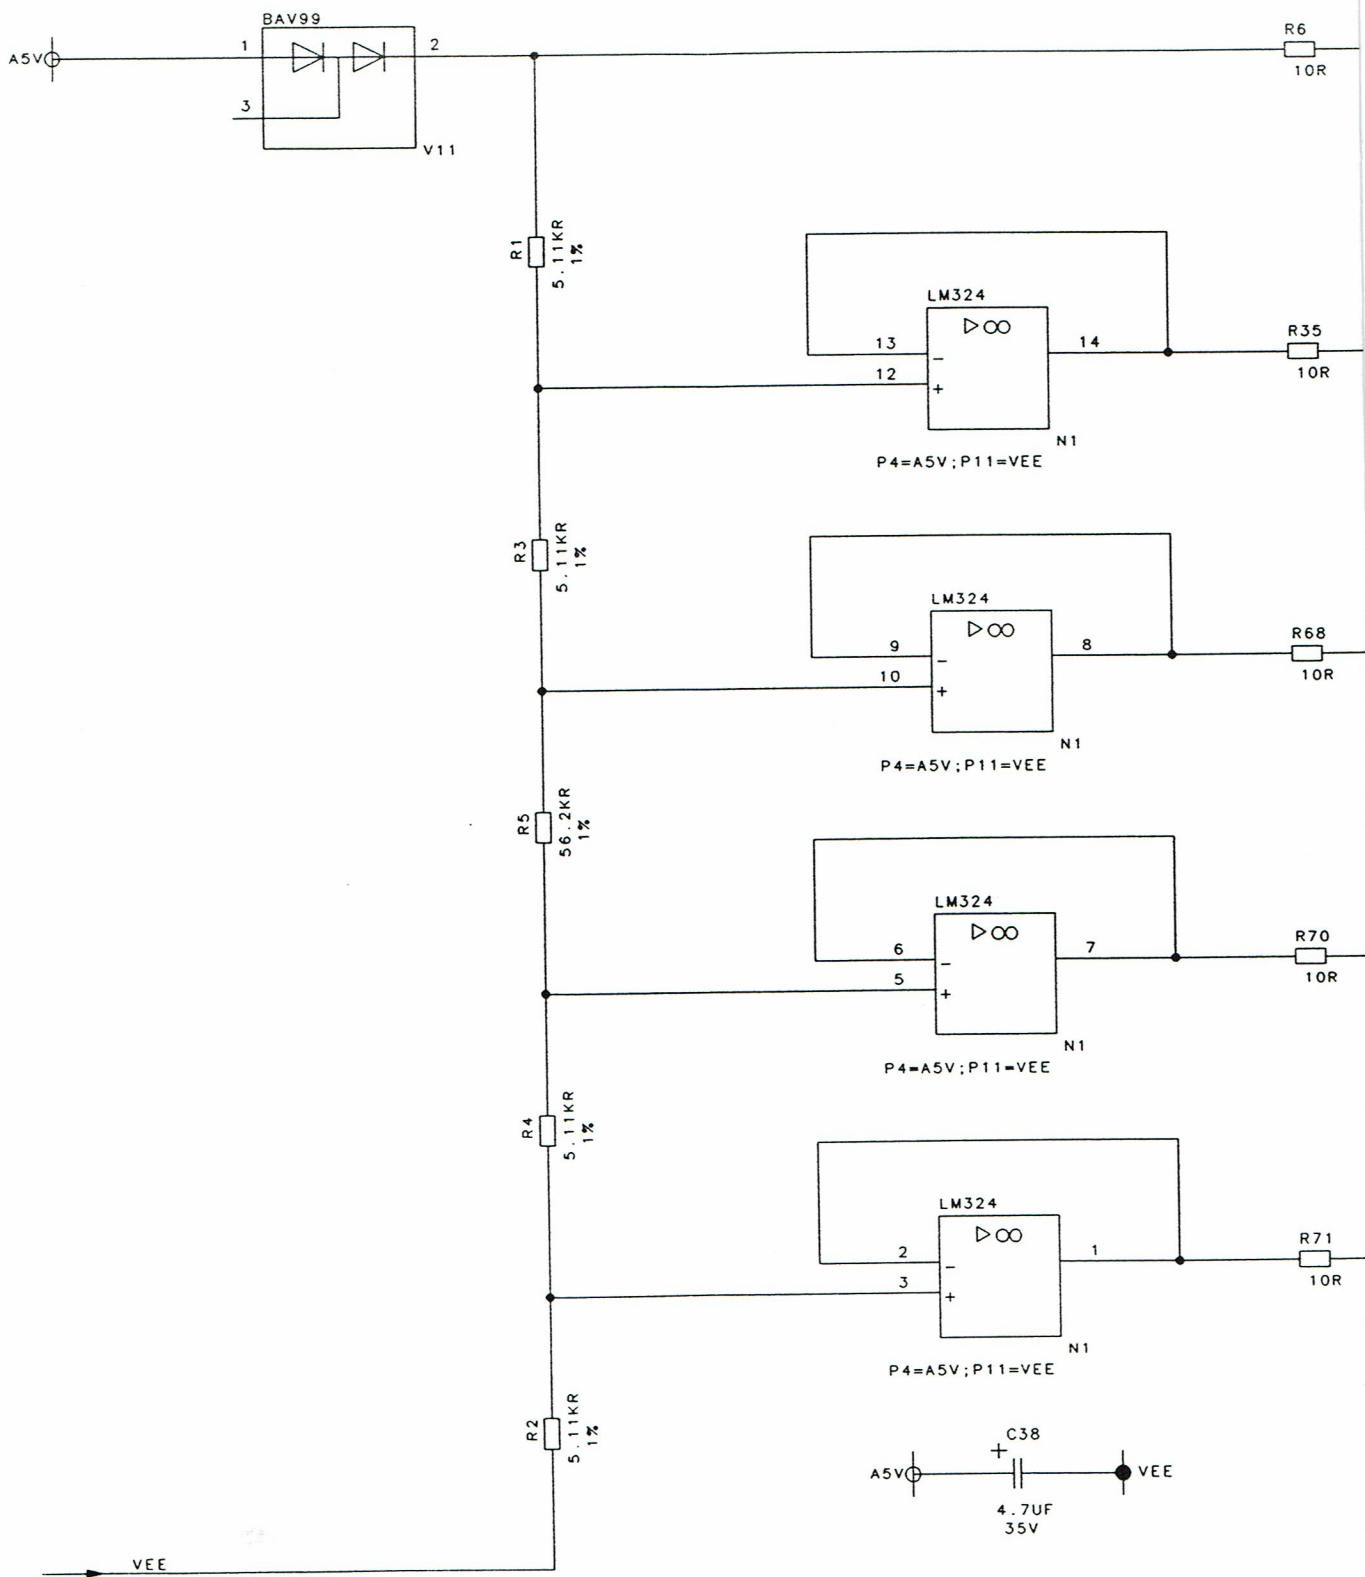 BAV99
A5V
1
2
3
V11
R6
10R
R1
5.11KR
1%
LM324
▷∞
13
-
12
+
14
N1
P4=A5V;P11=VEE
R35
10R
R3
5.11KR
1%
LM324
▷∞
9
-
10
+
8
N1
P4=A5V;P11=VEE
R68
10R
R5
56.2KR
1%
LM324
▷∞
6
-
5
+
7
N1
P4=A5V;P11=VEE
R70
10R
R4
5.11KR
1%
LM324
▷∞
2
-
3
+
1
N1
P4=A5V;P11=VEE
R71
10R
R2
5.11KR
1%
C38
+
A5V
VEE
4.7UF
35V
VEE